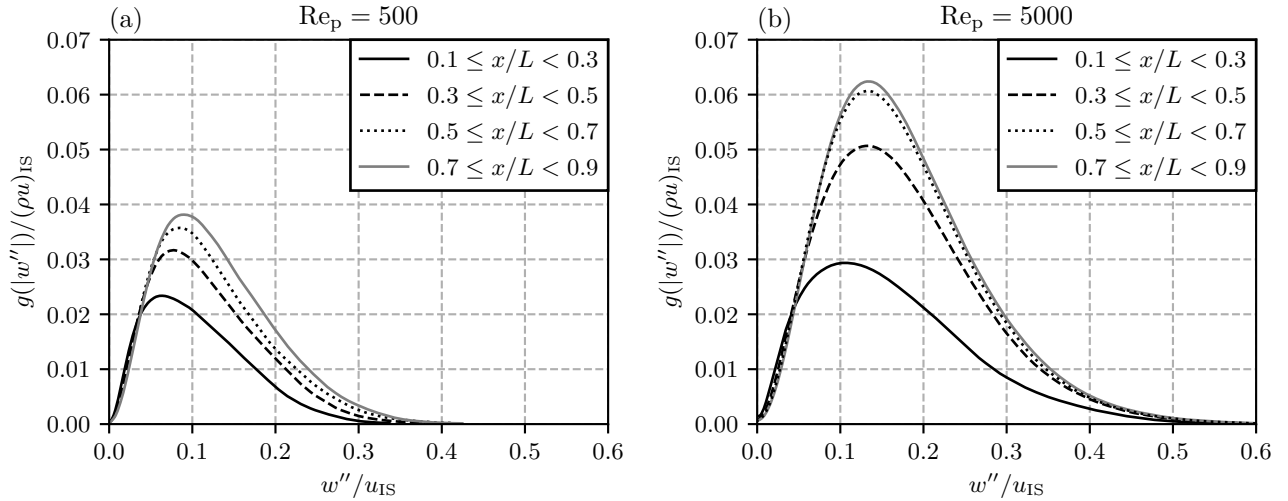 (a)
Re_p = 500
0.07
0.06
0.05
0.04
0.03
0.02
0.01
0.00
g(|w''|)/(ρu)_IS
0.1 ≤ x/L < 0.3
0.3 ≤ x/L < 0.5
0.5 ≤ x/L < 0.7
0.7 ≤ x/L < 0.9
0.0 0.1 0.2 0.3 0.4 0.5 0.6
w''/u_IS
(b)
Re_p = 5000
0.07
0.06
0.05
0.04
0.03
0.02
0.01
0.00
g(|w''|)/(ρu)_IS
0.1 ≤ x/L < 0.3
0.3 ≤ x/L < 0.5
0.5 ≤ x/L < 0.7
0.7 ≤ x/L < 0.9
0.0 0.1 0.2 0.3 0.4 0.5 0.6
w''/u_IS